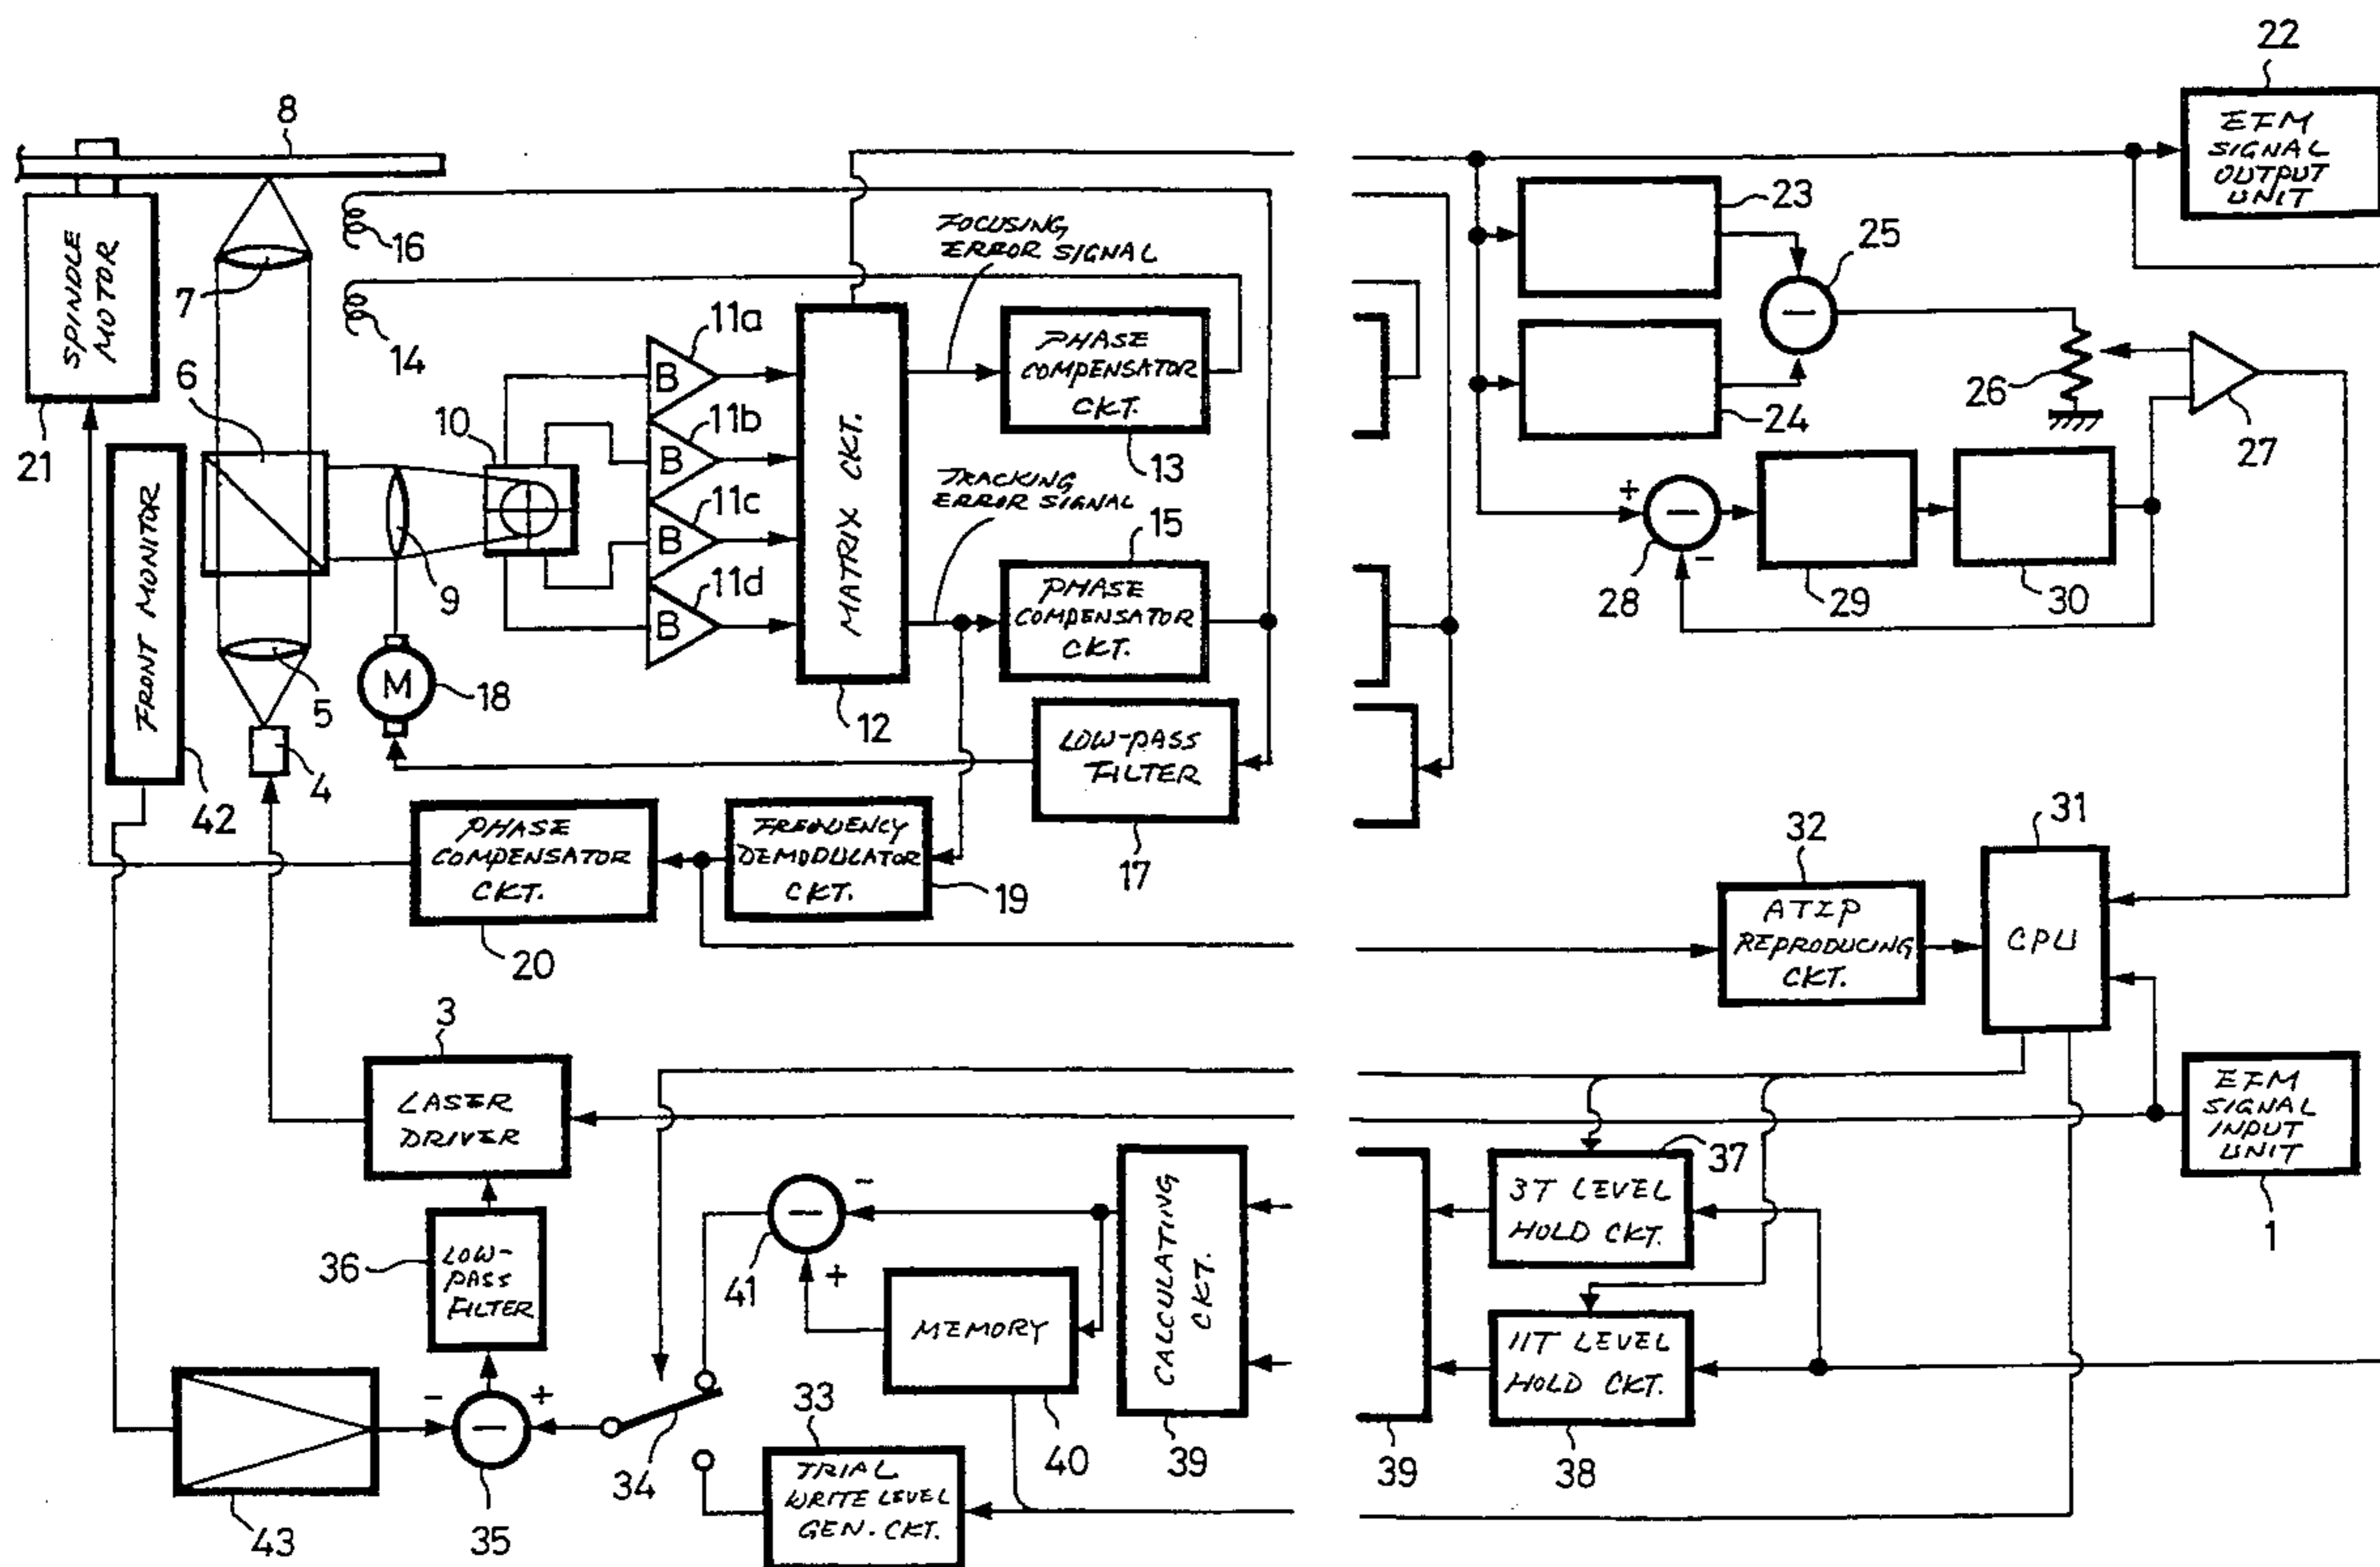 22
8
EFM
SIGNAL
OUTPUT
UNIT
23
16
FOCUSING
ERROR SIGNAL
25
SPINDLE
MOTOR
7
14
11a
PHASE
COMPENSATOR
CKT.
B
26
24
27
6
10
11b
B
13
21
MATRIX CKT.
TRACKING
ERROR SIGNAL
11c
B
15
+
-
28
29
30
FRONT MONITOR
9
11d
B
PHASE
COMPENSATOR
CKT.
M
18
5
12
LOW-PASS
FILTER
4
42
PHASE
COMPENSATOR
CKT.
FREQUENCY
DEMODULATOR
CKT.
19
17
32
31
ATIP
REPRODUCING
CKT.
CPU
20
3
LASER
DRIVER
EFM
SIGNAL
INPUT
UNIT
1
37
3T LEVEL
HOLD CKT.
-
41
+
CALCULATING
CKT.
36
LOW-
PASS
FILTER
MEMORY
11T LEVEL
HOLD CKT.
-
+
33
34
40
39
39
38
TRIAL
WRITE LEVEL
GEN. CKT.
43
35